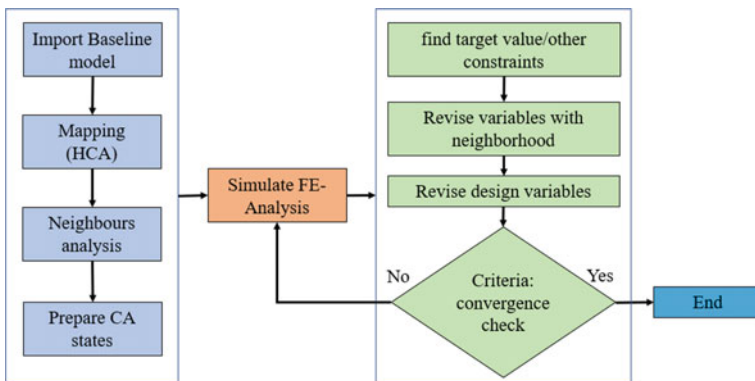 Import Baseline
model
Mapping
(HCA)
Neighbours
analysis
Prepare CA
states
Simulate FE-
Analysis
find target value/other
constraints
Revise variables with
neighborhood
Revise design variables
Criteria:
convergence
check
No
Yes
End